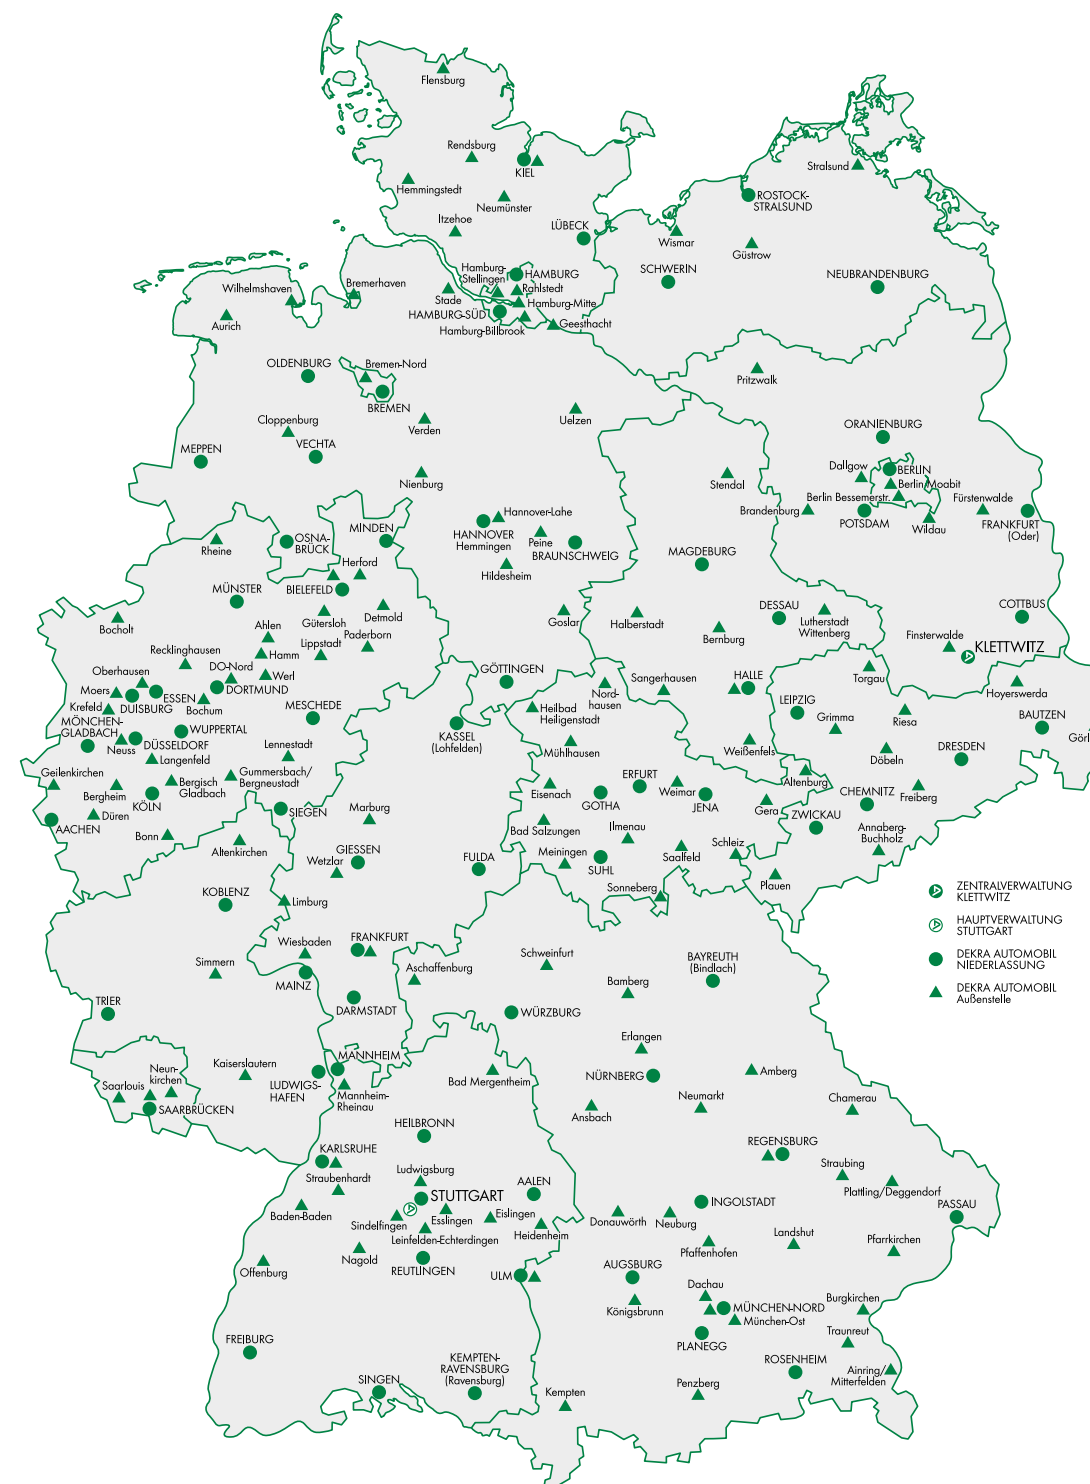 Flensburg
Rendsburg
KIEL
Hemmingstedt
Neumünster
Itzehoe
LÜBECK
Stralsund
ROSTOCK-
STRALSUND
Wismar
Güstrow
SCHWERIN
NEUBRANDENBURG
Hamburg-
Stellingen
HAMBURG
Rahlstedt
Hamburg-Mitte
Stade
HAMBURG-SÜD
Hamburg-Billbrook
Geesthacht
Wilhelmshaven
Bremerhaven
Aurich
OLDENBURG
Bremen-Nord
BREMEN
Pritzwalk
Uelzen
Cloppenburg
Verden
VECHTA
MEPPEN
Nienburg
ORANIENBURG
Dallgow
BERLIN
Berlin/Moabit
Berlin Bessemerstr.
Fürstenwalde
Stendal
Brandenburg
POTSDAM
Wildau
FRANKFURT
(Oder)
Hannover-Lahe
HANNOVER
Hemmingen
Peine
BRAUNSCHWEIG
Hildesheim
MINDEN
OSNA-
BRÜCK
Rheine
Herford
MAGDEBURG
BIELEFELD
MÜNSTER
Gütersloh
Detmold
Goslar
Halberstadt
DESSAU
Lutherstadt
Wittenberg
COTTBUS
Bocholt
Ahlen
Paderborn
Bernburg
Finsterwalde
KLETTWITZ
Recklinghausen
Hamm
Lippstadt
Oberhausen
DO-Nord
Werl
GÖTTINGEN
Sangerhausen
HALLE
Torgau
Hoyerswerda
Moers
ESSEN
DORTMUND
DUISBURG
Bochum
Krefeld
MESCHEDE
Nord-
hausen
Heilbad
Heiligenstadt
LEIPZIG
Grimma
Riesa
BAUTZEN
MÖNCHEN-
GLADBACH
WUPPERTAL
Neuss
DÜSSELDORF
Langenfeld
Lennestadt
KASSEL
(Lohfelden)
Mühlhausen
Weißenfels
Döbeln
DRESDEN
Geilenkirchen
Bergheim
Bergisch
Gladbach
Gummersbach/
Bergneustadt
KÖLN
Eisenach
ERFURT
GOTHA
Weimar
JENA
Altenburg
CHEMNITZ
Freiberg
Düren
AACHEN
SIEGEN
Marburg
Gera
ZWICKAU
Bonn
Bad Salzungen
Ilmenau
Annaberg-
Buchholz
Altenkirchen
GIESSEN
Wetzlar
FULDA
Meiningen
SUHL
Saalfeld
Schleiz
Plauen
KOBLENZ
Limburg
Sonneberg
ZENTRALVERWALTUNG
KLETTWITZ
HAUPTVERWALTUNG
STUTTGART
DEKRA AUTOMOBIL
NIEDERLASSUNG
DEKRA AUTOMOBIL
Außenstelle
Wiesbaden
FRANKFURT
Simmern
MAINZ
Aschaffenburg
Schweinfurt
BAYREUTH
(Bindlach)
Bamberg
TRIER
DARMSTADT
WÜRZBURG
Erlangen
MANNHEIM
Kaiserslautern
LUDWIGS-
HAFEN
Mannheim-
Rheinau
Bad Mergentheim
NÜRNBERG
Amberg
Neun-
kirchen
Saarlouis
SAARBRÜCKEN
Neumarkt
Ansbach
Chamerau
HEILBRONN
KARLSRUHE
Straubenhardt
Ludwigsburg
STUTTGART
AALEN
REGENSBURG
Straubing
Plattling/Deggendorf
Baden-Baden
Sindelfingen
Esslingen
Eislingen
INGOLSTADT
PASSAU
Leinfelden-Echterdingen
Heidenheim
Donauwörth
Neuburg
Nagold
Pfaffenhofen
Landshut
Pfarrkirchen
Offenburg
REUTLINGEN
ULM
AUGSBURG
Königsbrunn
Dachau
MÜNCHEN-NORD
München-Ost
Burgkirchen
FREIBURG
PLANEGG
Traunreut
KEMPTEN-
RAVENSBURG
(Ravensburg)
SINGEN
Kempten
Penzberg
ROSENHEIM
Ainring/
Mitterfelden